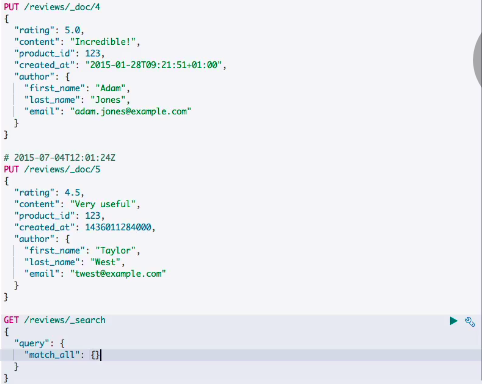 PUT /reviews/_doc/4
{
  "rating": 5.0,
  "content": "Incredible!",
  "product_id": 123,
  "created_at": "2015-01-28T09:21:51+01:00",
  "author": {
    "first_name": "Adam",
    "last_name": "Jones",
    "email": "adam.jones@example.com"
  }
}
# 2015-07-04T12:01:24Z
PUT /reviews/_doc/5
{
  "rating": 4.5,
  "content": "Very useful",
  "product_id": 123,
  "created_at": 1436011284000,
  "author": {
    "first_name": "Taylor",
    "last_name": "West",
    "email": "twest@example.com"
  }
}
GET /reviews/_search
{
  "query": {
    "match_all": {}
  }
}